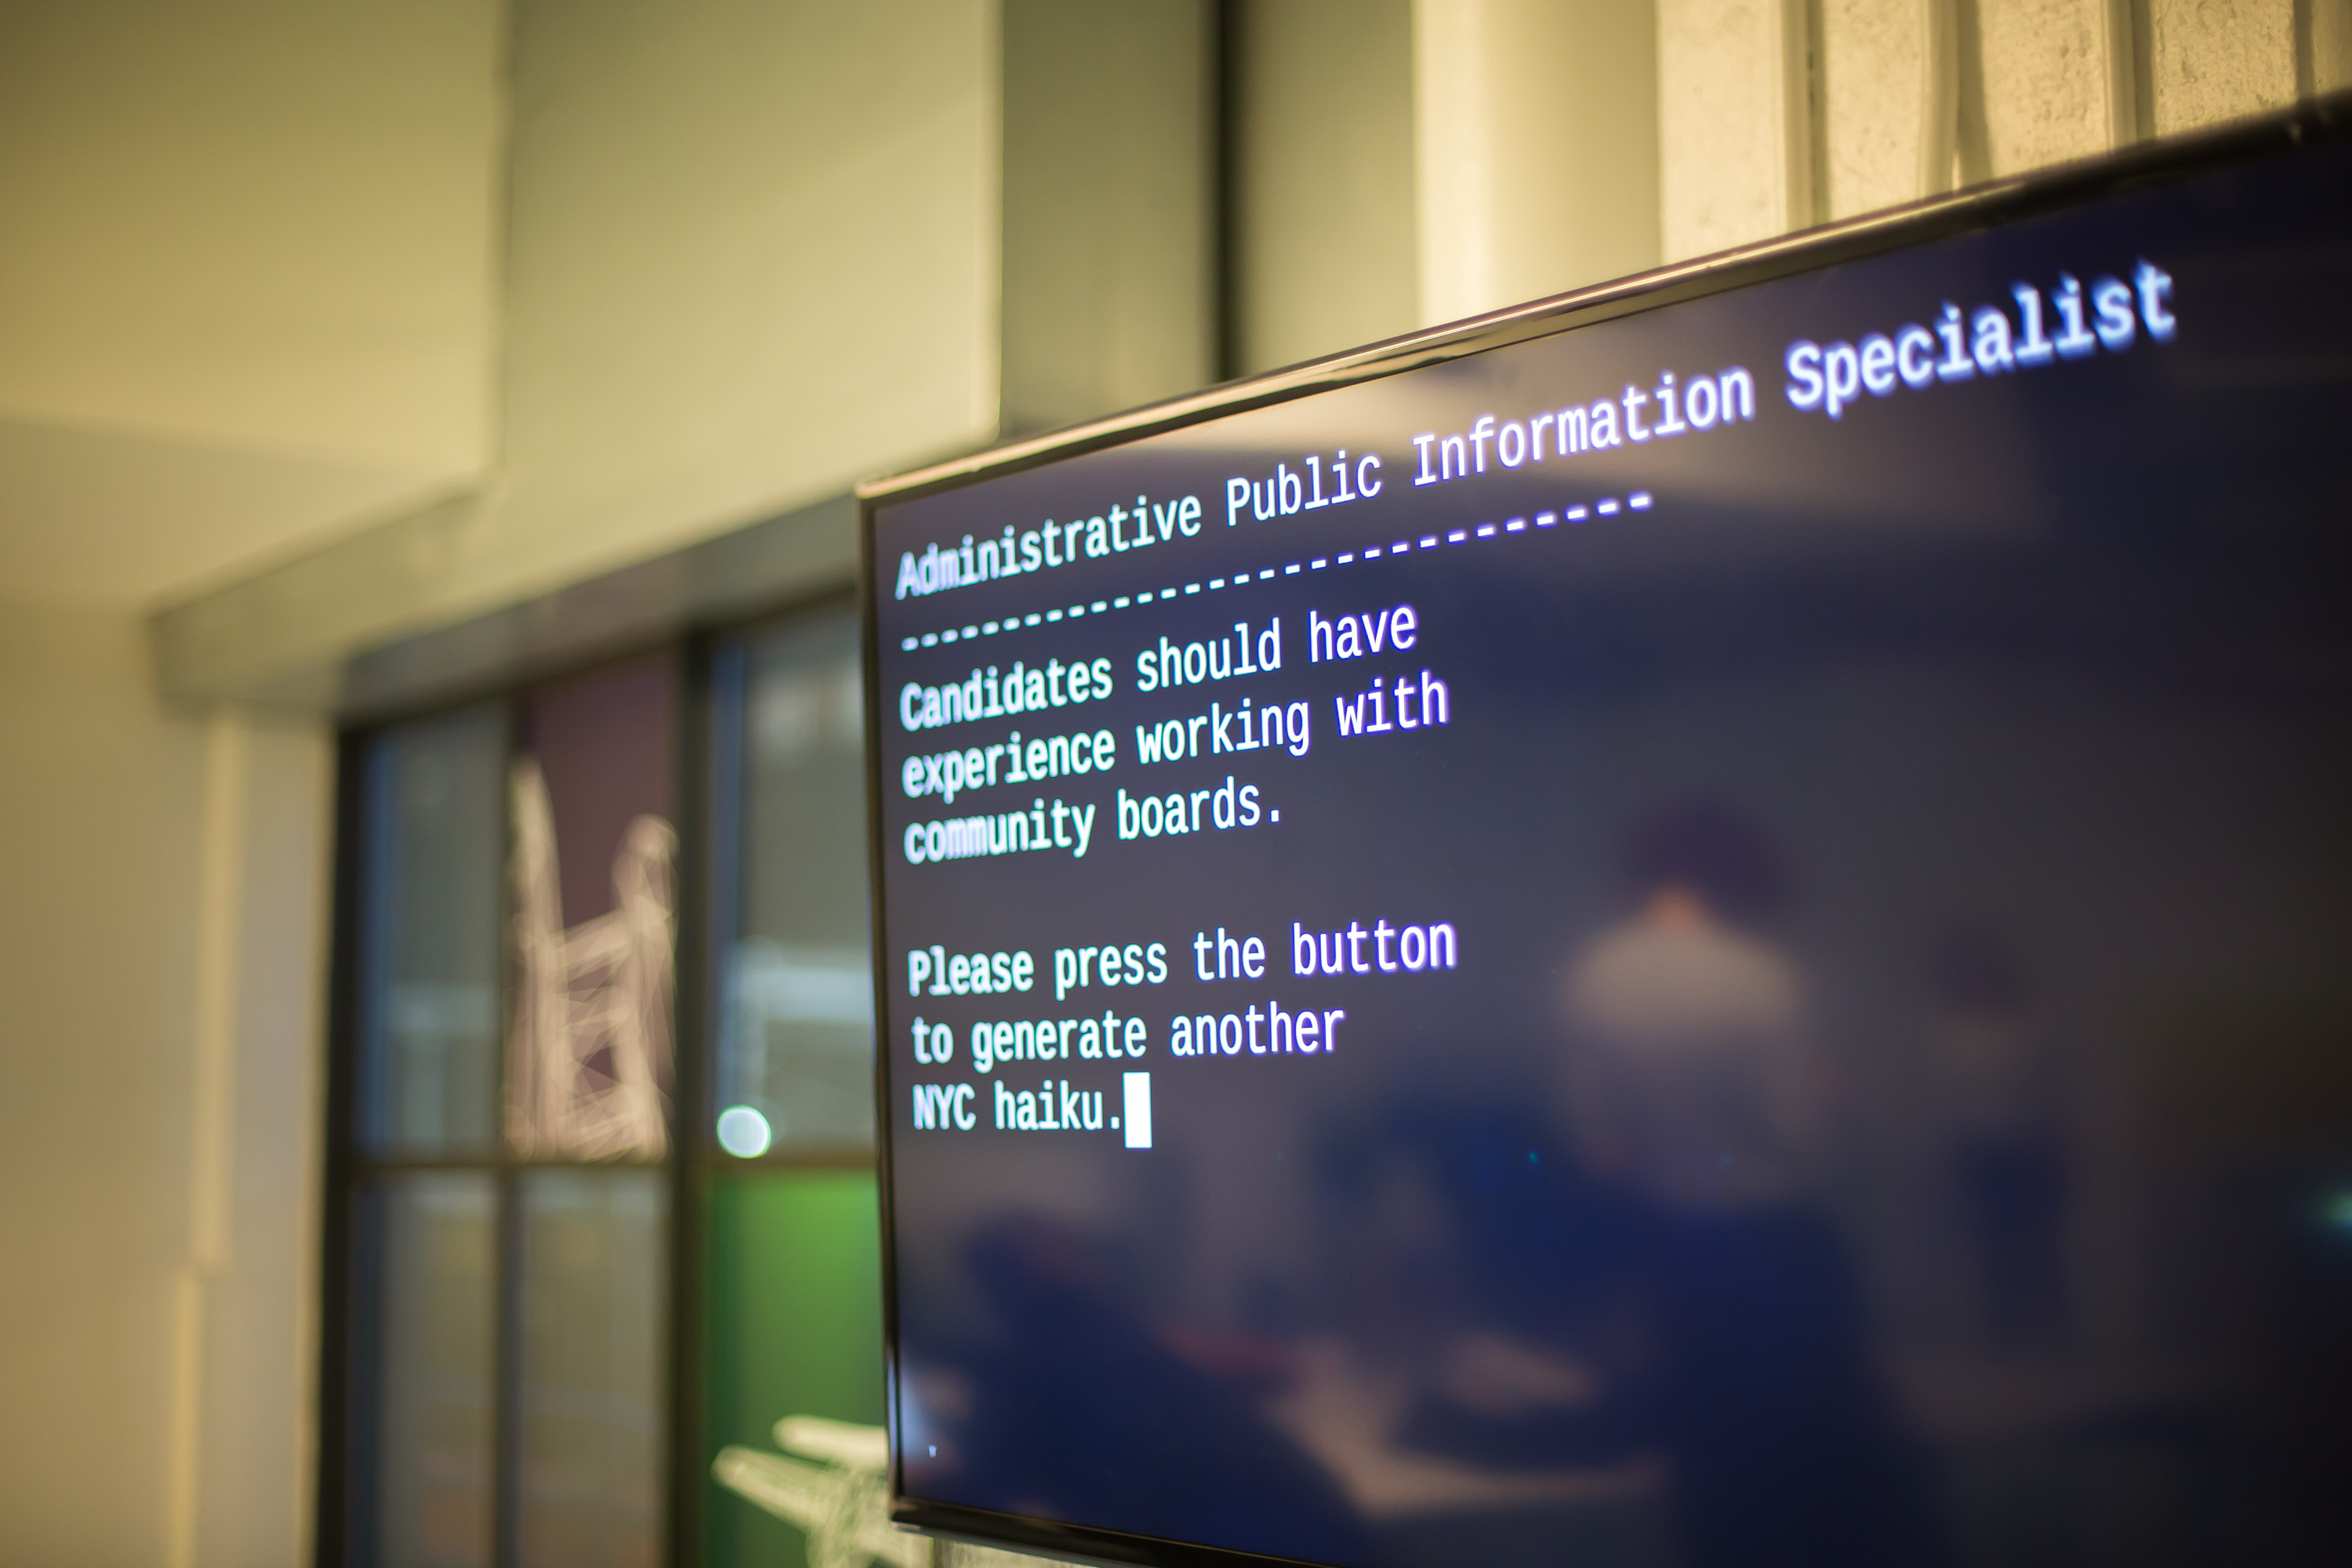 Administrative Public Information Specialist
-----------------------------
Candidates should have
experience working with
community boards.
Please press the button
to generate another
NYC haiku.